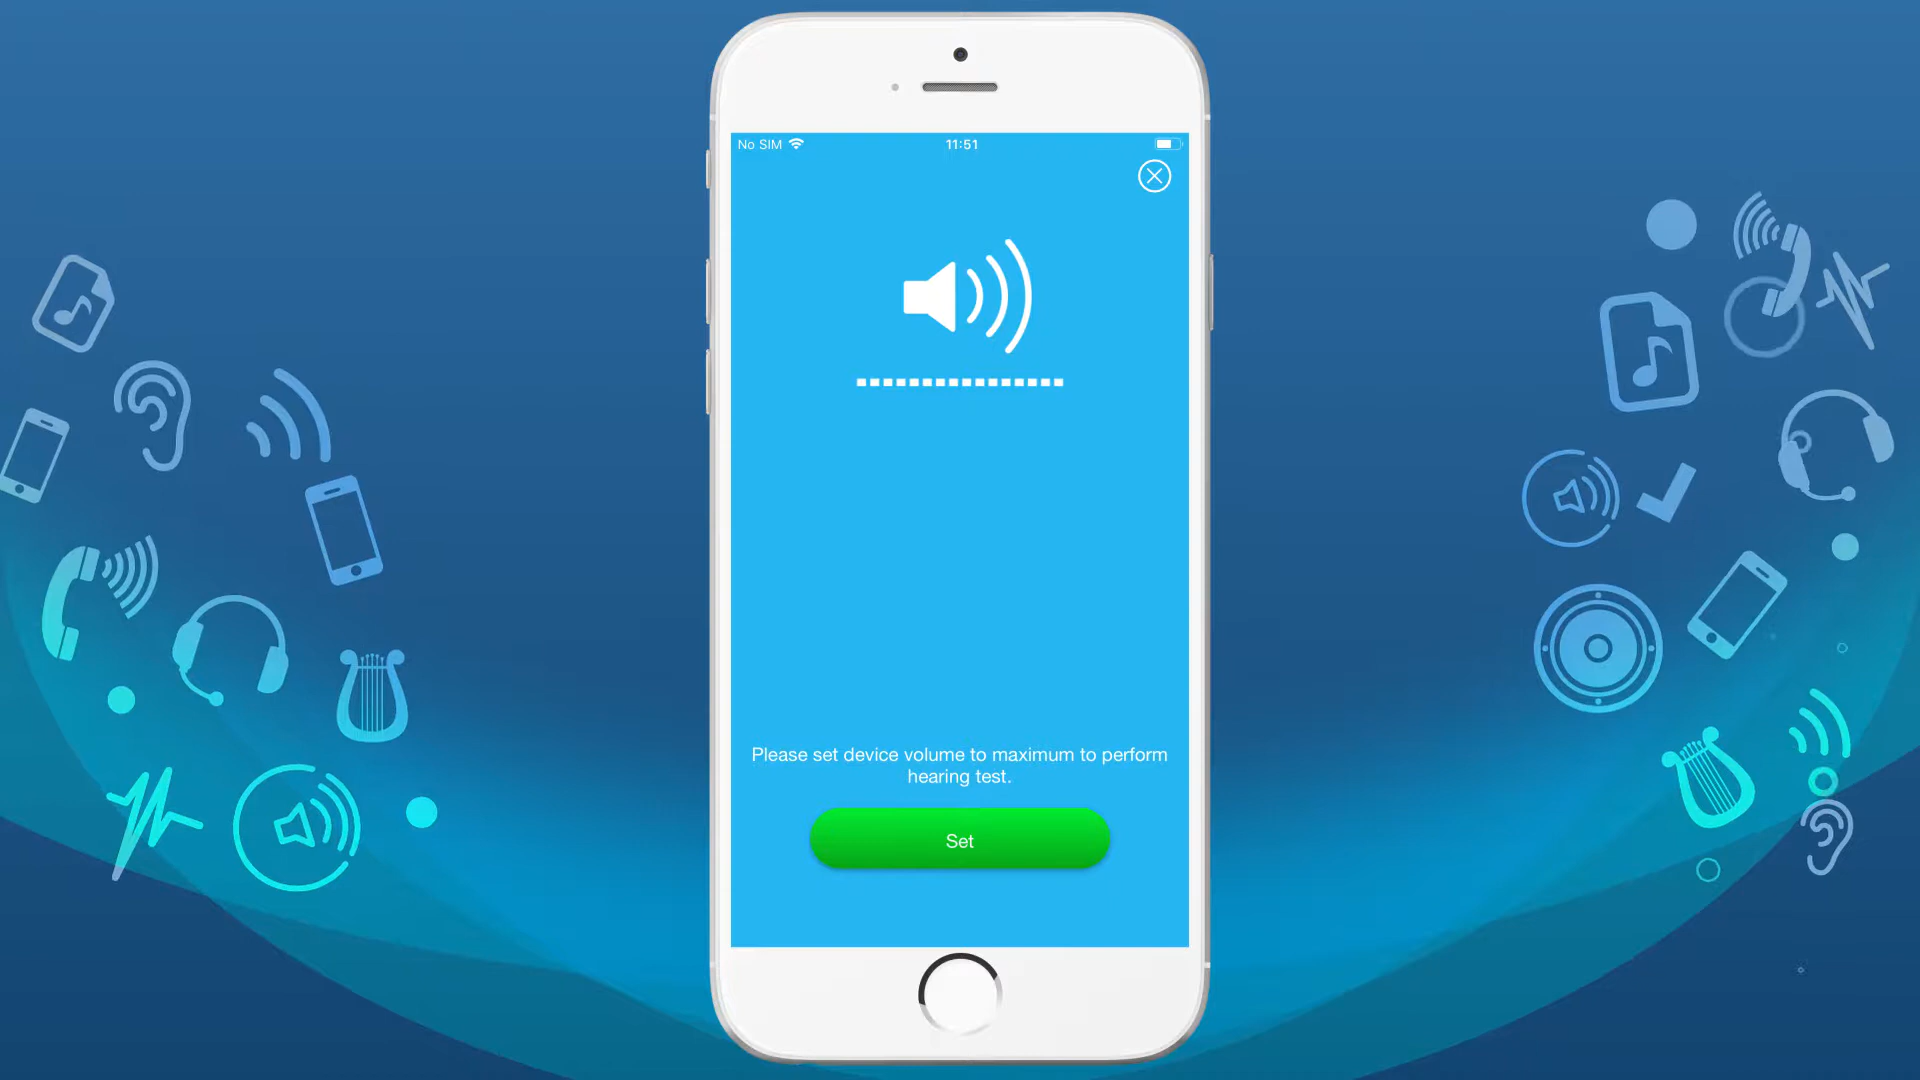 No SIM
11:51
Please set device volume to maximum to perform
hearing test.
Set